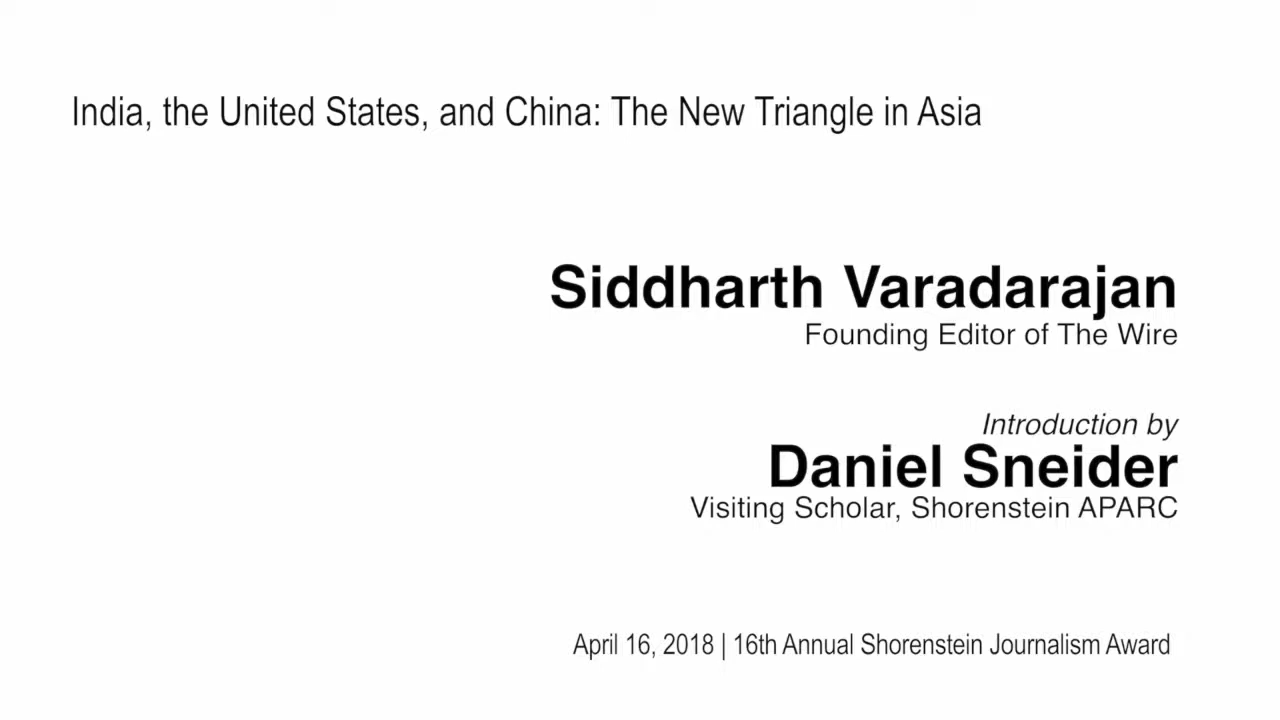 India, the United States, and China: The New Triangle in Asia
Siddharth Varadarajan
Founding Editor of The Wire
Introduction by
Daniel Sneider
Visiting Scholar, Shorenstein APARC
April 16, 2018 | 16th Annual Shorenstein Journalism Award